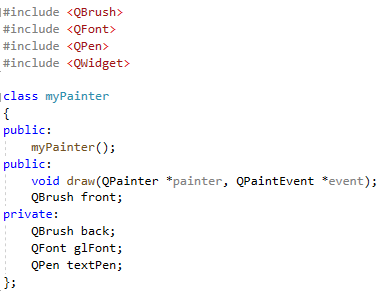 #include <QBrush>
#include <QFont>
#include <QPen>
#include <QWidget>
class myPainter
{
public:
myPainter();
public:
void draw(QPainter *painter, QPaintEvent *event);
QBrush front;
private:
QBrush back;
QFont glFont;
QPen textPen;
};